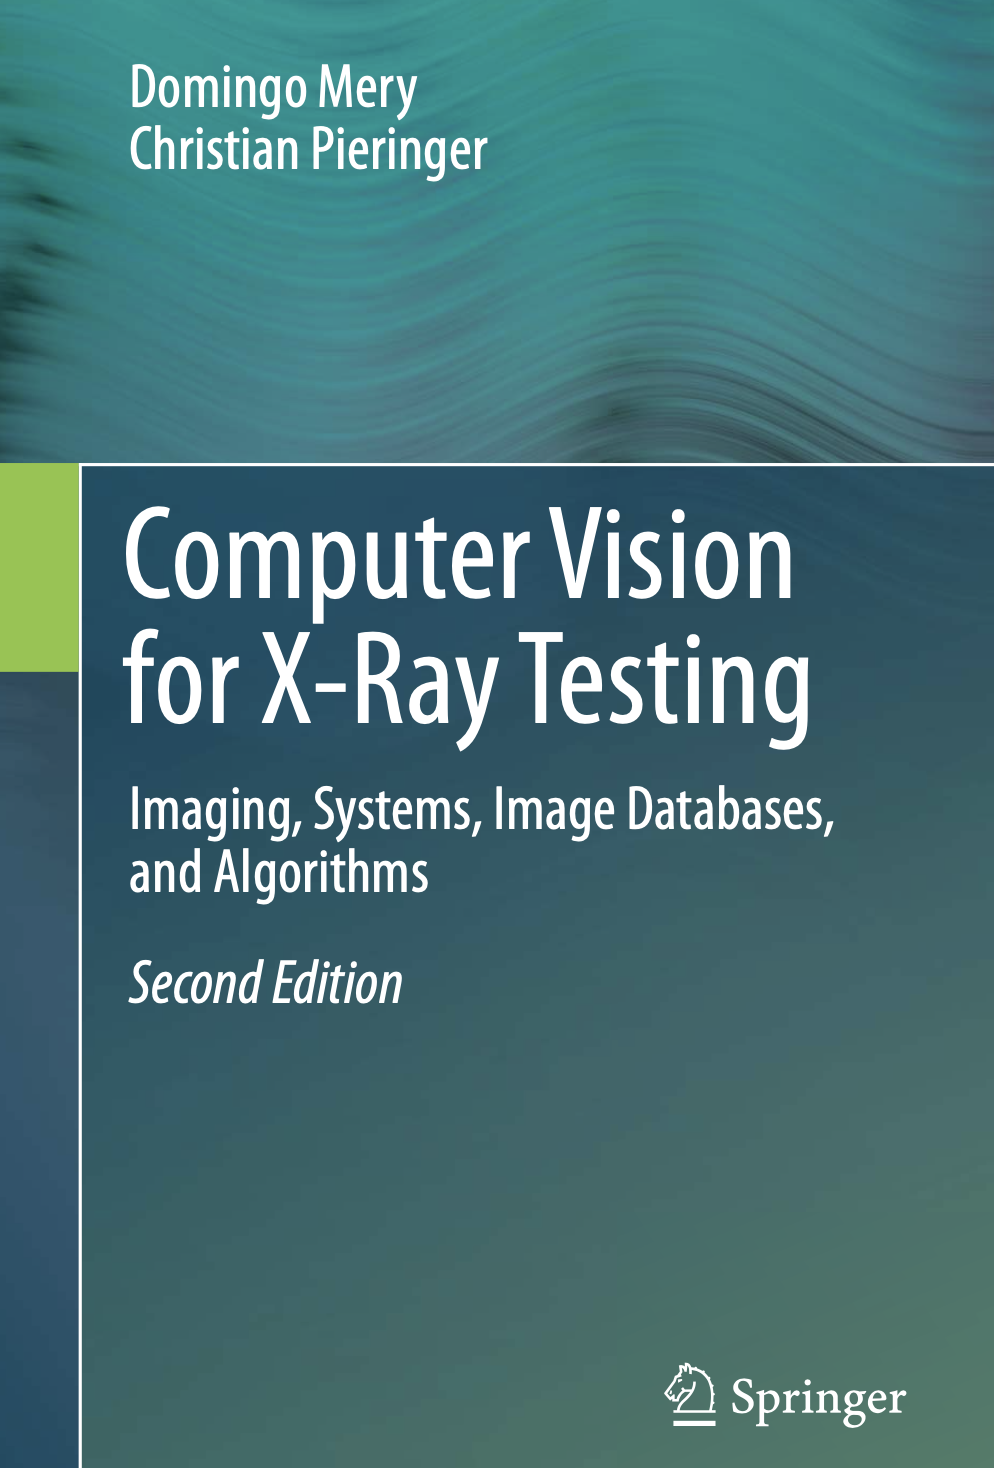 Domingo Mery
Christian Pieringer
Computer Vision
for X-Ray Testing
Imaging, Systems, Image Databases,
and Algorithms
Second Edition
Springer